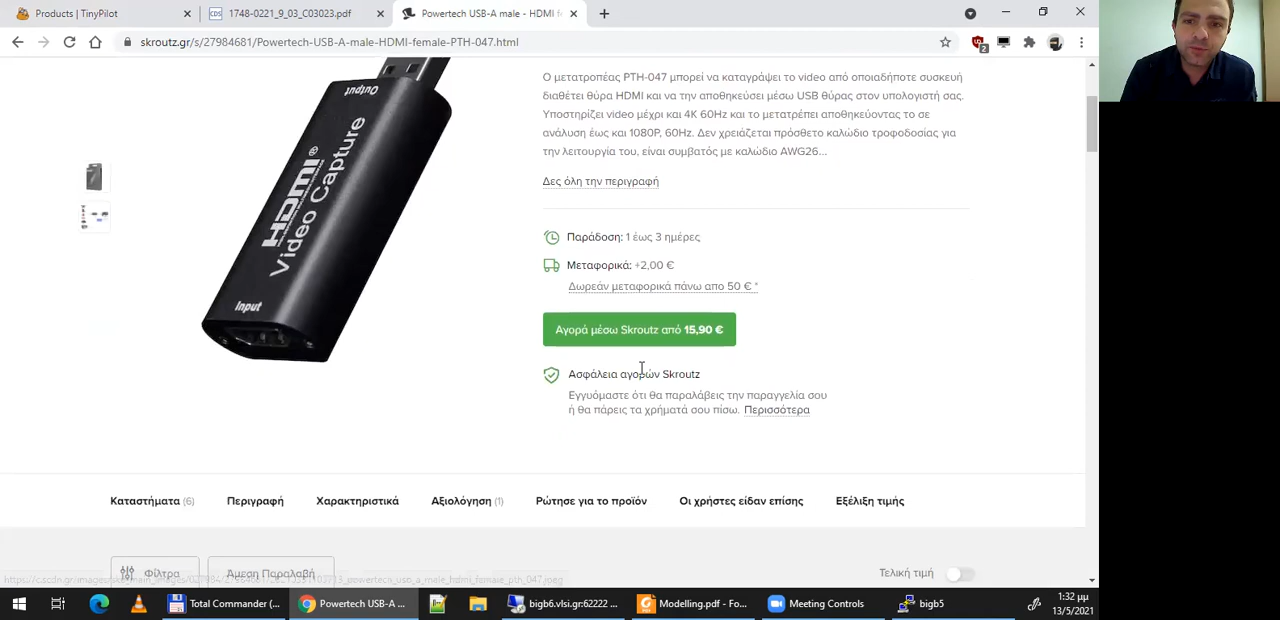 Products | TinyPilot
1748-0221_9_03_C03023.pdf
Powertech USB-A male - HDMI f
skroutz.gr/s/27984681/Powertech-USB-A-male-HDMI-female-PTH-047.html
2
Output
HDMI®
Video Capture
Input
Ο μετατροπέας PTH-047 μπορεί να καταγράψει το video από οποιαδήποτε συσκευή
διαθέτει θύρα HDMI και να την αποθηκεύσει μέσω USB θύρας στον υπολογιστή σας.
Υποστηρίζει video μέχρι και 4K 60Hz και το μετατρέπει αποθηκεύοντας το σε
ανάλυση έως και 1080P, 60Hz. Δεν χρειάζεται πρόσθετο καλώδιο τροφοδοσίας για
την λειτουργία του, είναι συμβατός με καλώδιο AWG26...
Δες όλη την περιγραφή
Παράδοση: 1 έως 3 ημέρες
Μεταφορικά: +2,00 €
Δωρεάν μεταφορικά πάνω απο 50 € *
Αγορά μέσω Skroutz από 15,90 €
Ασφάλεια αγορών Skroutz
Εγγυόμαστε ότι θα παραλάβεις την παραγγελία σου
ή θα πάρεις τα χρήματά σου πίσω. Περισσότερα
Καταστήματα (6) Περιγραφή Χαρακτηριστικά Αξιολόγηση (1) Ρώτησε για το προϊόν Οι χρήστες είδαν επίσης Εξέλιξη τιμής
Φίλτρα Άμεση Παραλαβή Τελική τιμή
Total Commander (...
Powertech USB-A ...
bigb6.vlsi.gr:62222 ...
Modelling.pdf - Fo...
Meeting Controls
bigb5
1:32 μμ
13/5/2021